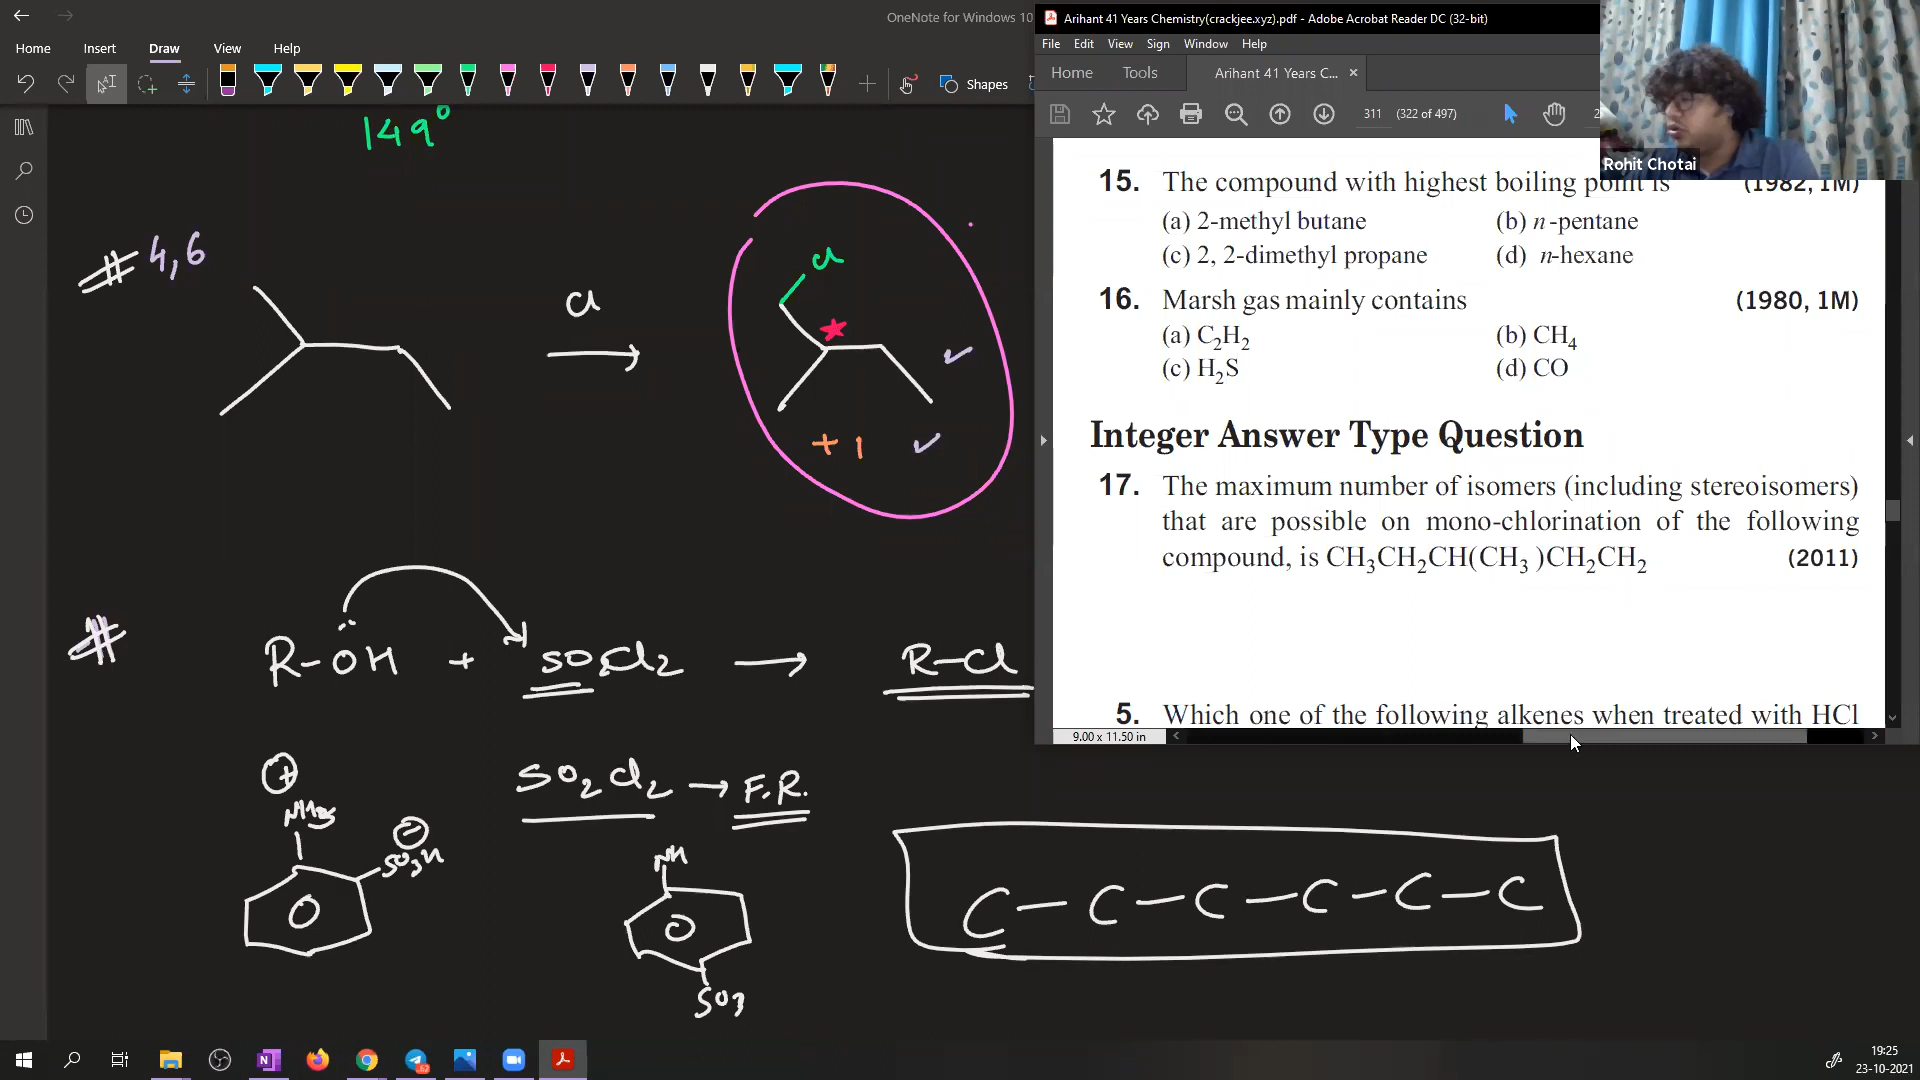 OneNote for Windows 10
Home Insert Draw View Help
Shapes
149°
# 4,6
Cl
Cl
+ 1
# R-ÖH + SOCl2 → R-Cl
SO2Cl2 → F.R.
SO3H
NH
SO3
C - C - C - C - C - C
Arihant 41 Years Chemistry(crackjee.xyz).pdf - Adobe Acrobat Reader DC (32-bit)
File Edit View Sign Window Help
Home Tools Arihant 41 Years C... ×
311 (322 of 497)
Rohit Chotai
15. The compound with highest boiling point is (1982, 1M)
(a) 2-methyl butane (b) n-pentane
(c) 2, 2-dimethyl propane (d) n-hexane
16. Marsh gas mainly contains (1980, 1M)
(a) C₂H₂ (b) CH₄
(c) H₂S (d) CO
Integer Answer Type Question
17. The maximum number of isomers (including stereoisomers)
that are possible on mono-chlorination of the following
compound, is CH₃CH₂CH(CH₃)CH₂CH₂ (2011)
5. Which one of the following alkenes when treated with HCl
9.00 x 11.50 in
19:25
23-10-2021